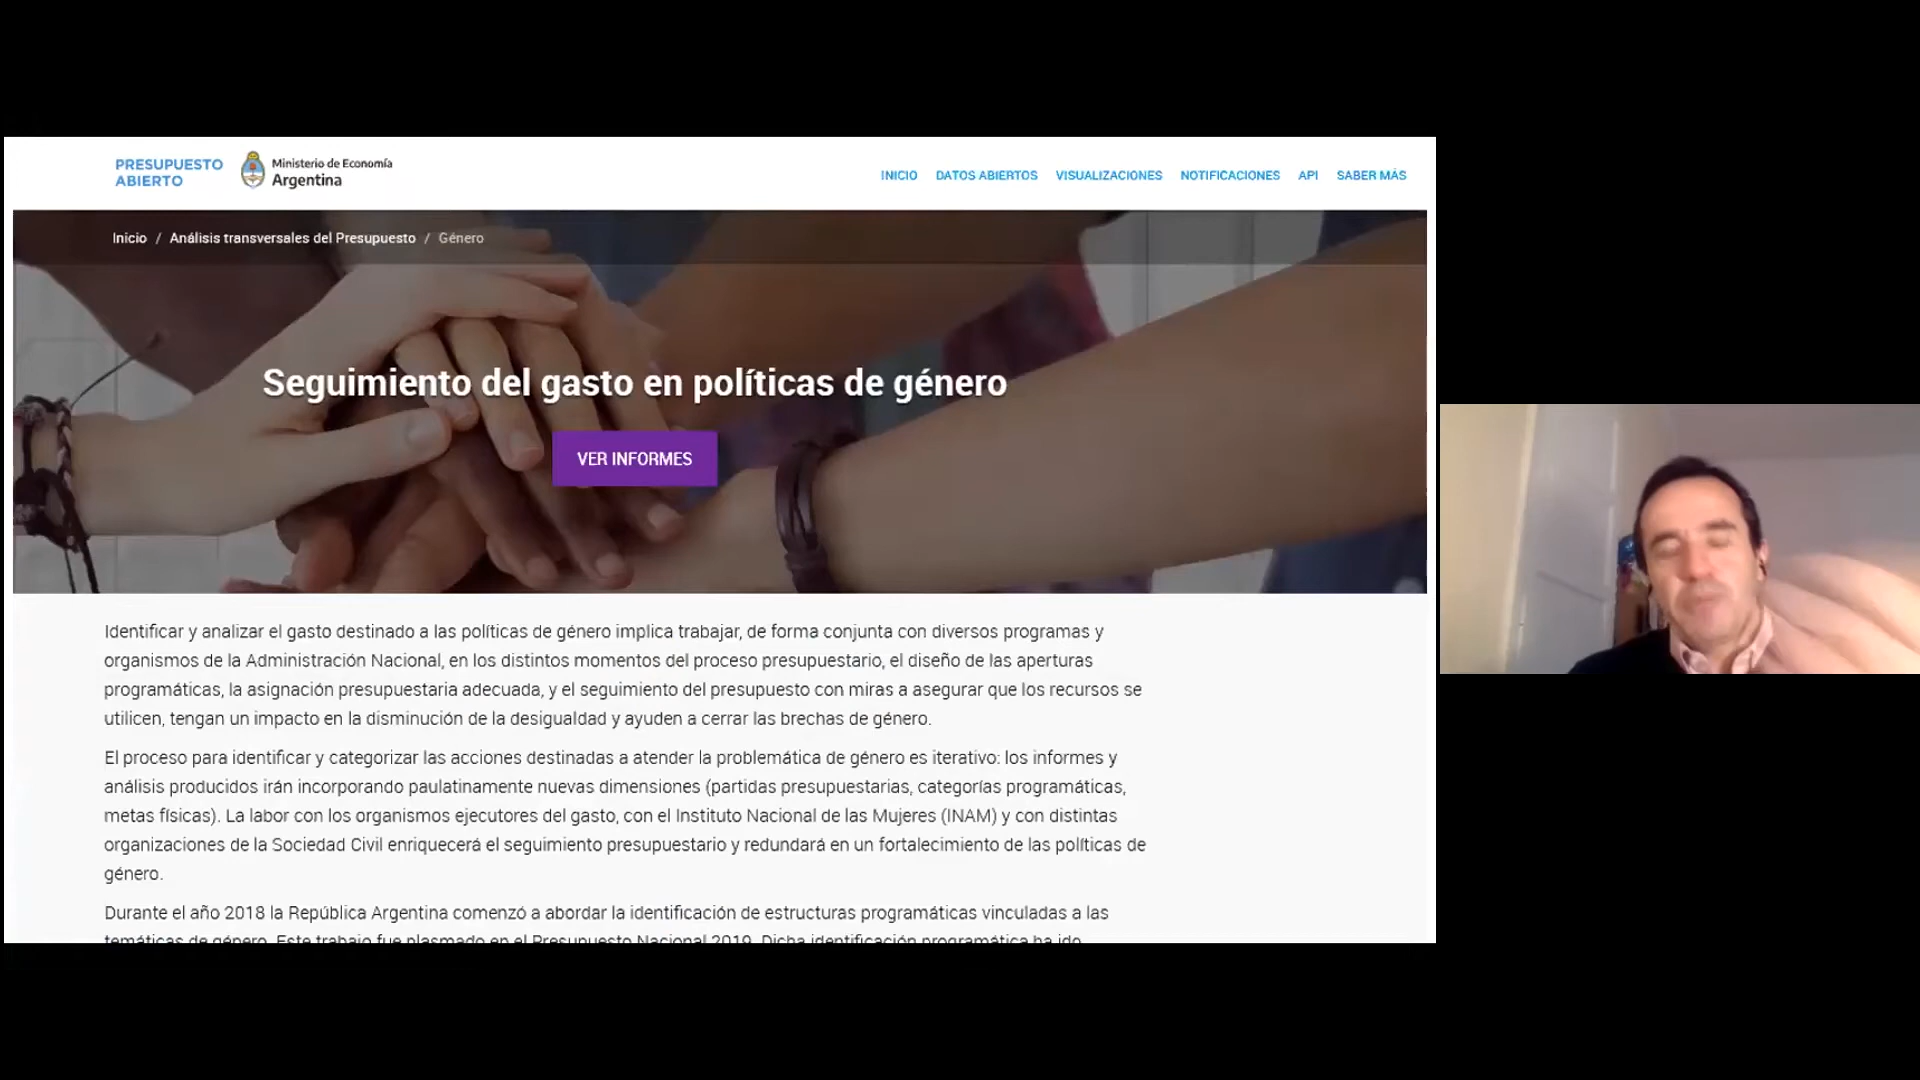 PRESUPUESTO
ABIERTO
Ministerio de Economía
Argentina
INICIO DATOS ABIERTOS VISUALIZACIONES NOTIFICACIONES API SABER MÁS
Inicio / Análisis transversales del Presupuesto / Género
Seguimiento del gasto en políticas de género
VER INFORMES
Identificar y analizar el gasto destinado a las políticas de género implica trabajar, de forma conjunta con diversos programas y
organismos de la Administración Nacional, en los distintos momentos del proceso presupuestario, el diseño de las aperturas
programáticas, la asignación presupuestaria adecuada, y el seguimiento del presupuesto con miras a asegurar que los recursos se
utilicen, tengan un impacto en la disminución de la desigualdad y ayuden a cerrar las brechas de género.
El proceso para identificar y categorizar las acciones destinadas a atender la problemática de género es iterativo: los informes y
análisis producidos irán incorporando paulatinamente nuevas dimensiones (partidas presupuestarias, categorías programáticas,
metas físicas). La labor con los organismos ejecutores del gasto, con el Instituto Nacional de las Mujeres (INAM) y con distintas
organizaciones de la Sociedad Civil enriquecerá el seguimiento presupuestario y redundará en un fortalecimiento de las políticas de
género.
Durante el año 2018 la República Argentina comenzó a abordar la identificación de estructuras programáticas vinculadas a las
temáticas de género. Este trabajo fue plasmado en el Presupuesto Nacional 2019. Dicha identificación programática ha ido